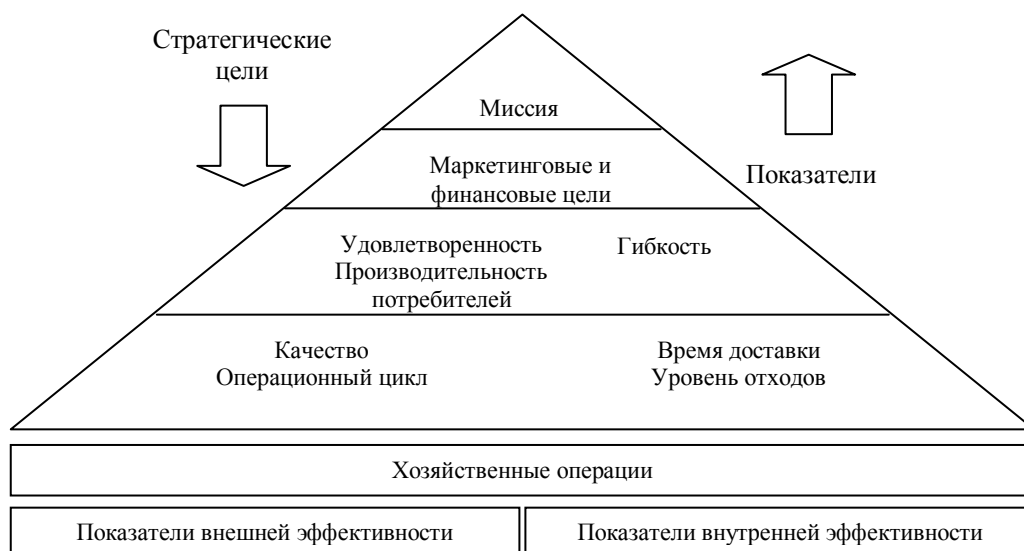 Стратегические
цели
Миссия
Маркетинговые и
финансовые цели
Показатели
Удовлетворенность
Производительность
потребителей
Гибкость
Качество
Операционный цикл
Время доставки
Уровень отходов
Хозяйственные операции
Показатели внешней эффективности
Показатели внутренней эффективности